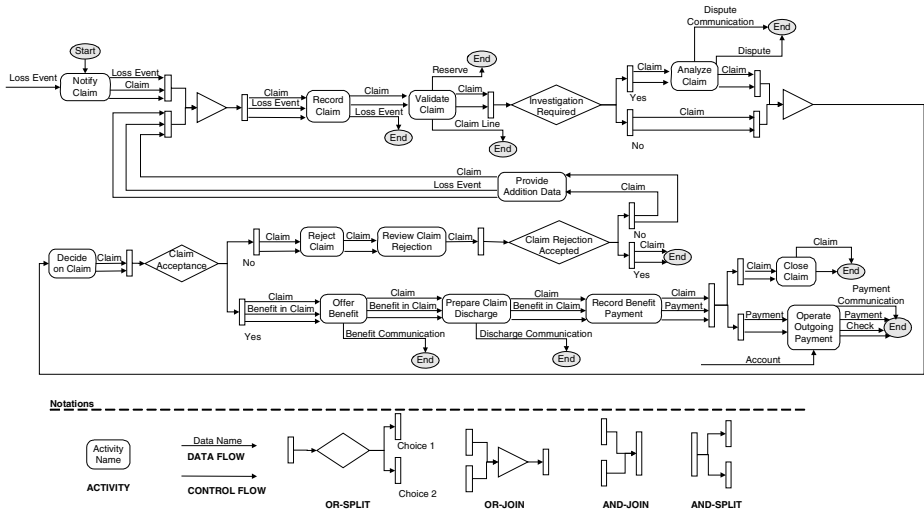 Dispute
Communication
End
Start
End
Dispute
End
Loss Event
Notify
Claim
Loss Event
Claim
Claim
Loss Event
Record
Claim
Claim
Loss Event
End
Reserve
Validate
Claim
Claim
Claim Line
End
Investigation
Required
Claim
Yes
Analyze
Claim
Claim
Claim
No
Claim
Loss Event
Provide
Addition Data
Claim
No
Claim
Yes
End
Decide
on Claim
Claim
Claim
Acceptance
Claim
No
Reject
Claim
Claim
Review Claim
Rejection
Claim
Claim Rejection
Accepted
Claim
Benefit in Claim
Yes
Offer
Benefit
Claim
Benefit in Claim
Benefit Communication
End
Prepare Claim
Discharge
Claim
Benefit in Claim
Discharge Communication
End
Record Benefit
Payment
Claim
Payment
Claim
Close
Claim
Claim
End
Payment
Communication
Payment
Operate
Outgoing
Payment
Payment
Check
End
Account
Notations
Activity
Name
ACTIVITY
Data Name
DATA FLOW
CONTROL FLOW
Choice 1
Choice 2
OR-SPLIT
OR-JOIN
AND-JOIN
AND-SPLIT